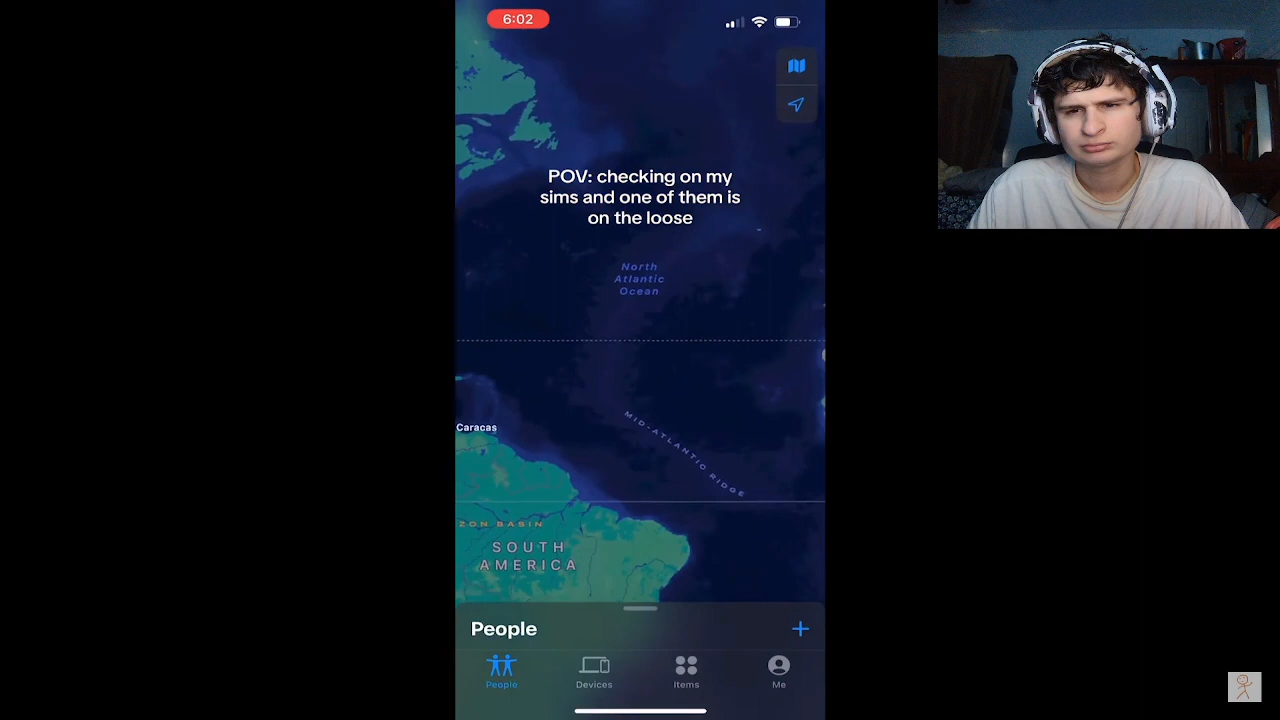 6:02
POV: checking on my
sims and one of them is
on the loose
North
Atlantic
Ocean
MID-ATLANTIC RIDGE
Caracas
ZON BASIN
SOUTH
AMERICA
People
People
Devices
Items
Me